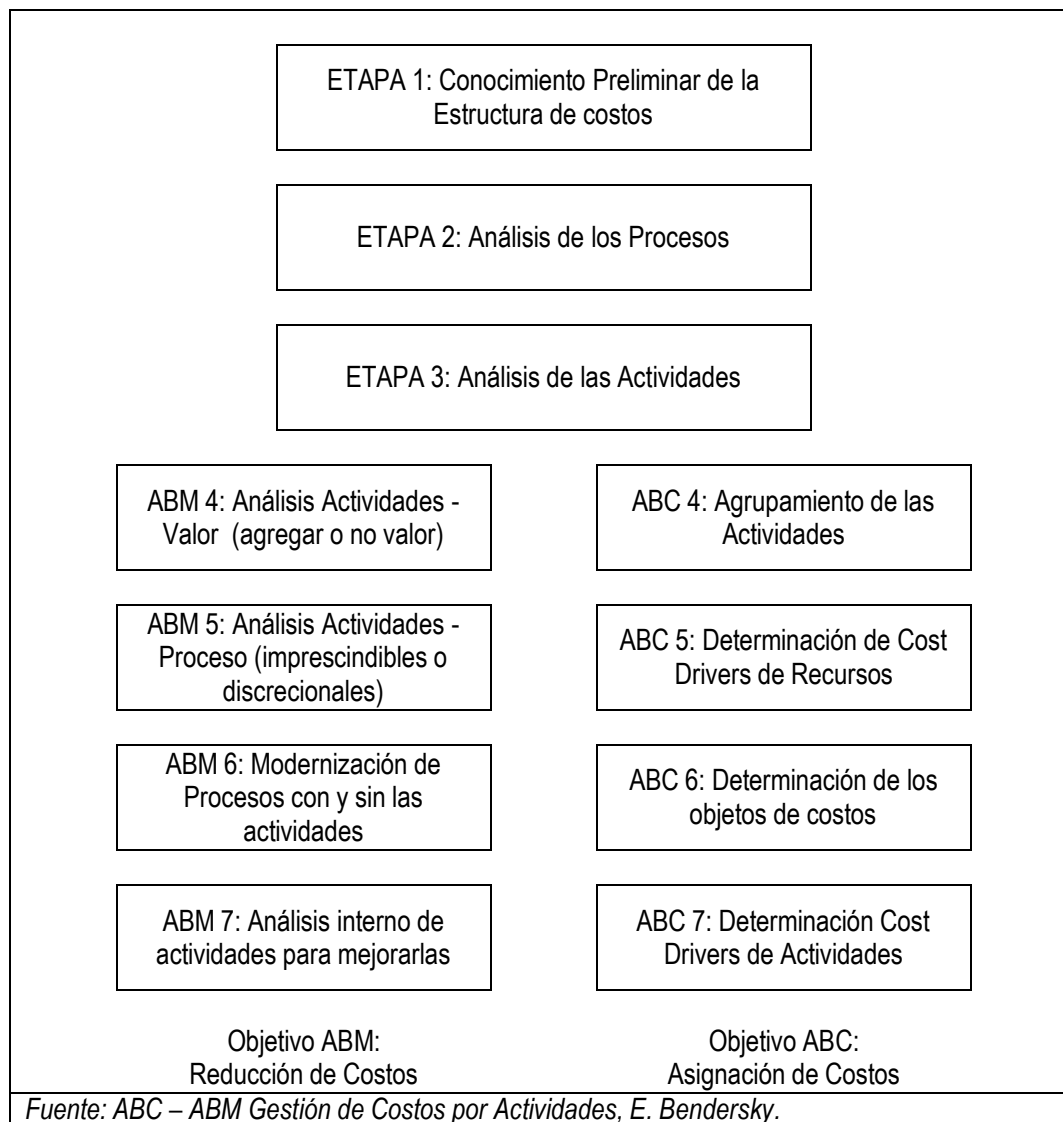 ETAPA 1: Conocimiento Preliminar de la
Estructura de costos
ETAPA 2: Análisis de los Procesos
ETAPA 3: Análisis de las Actividades
ABM 4: Análisis Actividades -
Valor  (agregar o no valor)
ABC 4: Agrupamiento de las
Actividades
ABM 5: Análisis Actividades -
Proceso (imprescindibles o
discrecionales)
ABC 5: Determinación de Cost
Drivers de Recursos
ABM 6: Modernización de
Procesos con y sin las
actividades
ABC 6: Determinación de los
objetos de costos
ABM 7: Análisis interno de
actividades para mejorarlas
ABC 7: Determinación Cost
Drivers de Actividades
Objetivo ABM:
Reducción de Costos
Objetivo ABC:
Asignación de Costos
Fuente: ABC – ABM Gestión de Costos por Actividades, E. Bendersky.